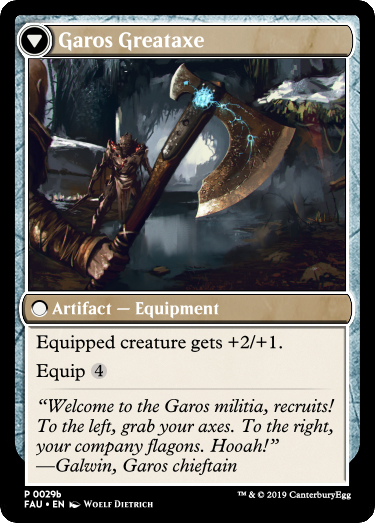 Garos Greataxe
Artifact — Equipment
Equipped creature gets +2/+1.
Equip 4
“Welcome to the Garos militia, recruits!
To the left, grab your axes. To the right,
your company flagons. Hooah!”
—Galwin, Garos chieftain
P 0029b
FAU • EN Woelf Dietrich
™ & © 2019 CanterburyEgg